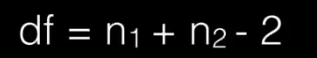 df = n₁ + n₂ - 2